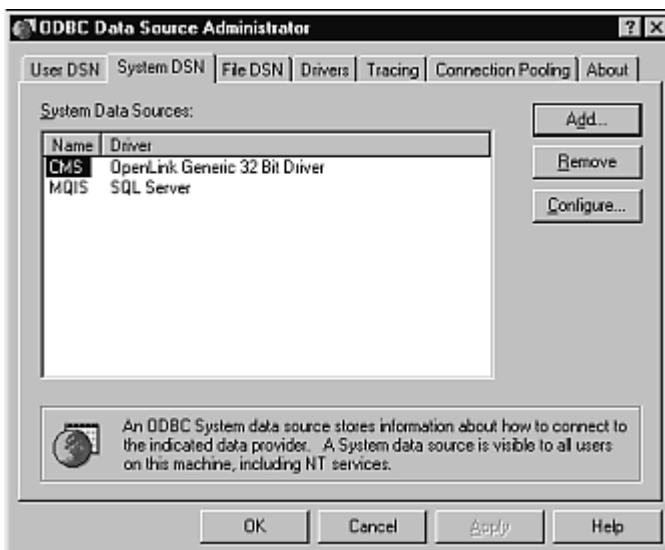 ODBC Data Source Administrator
User DSN System DSN File DSN Drivers Tracing Connection Pooling About
System Data Sources:
Add...
Name Driver
CMS OpenLink Generic 32 Bit Driver
Remove
MQIS SQL Server
Configure...
An ODBC System data source stores information about how to connect to
the indicated data provider. A System data source is visible to all users
on this machine, including NT services.
OK Cancel Apply Help